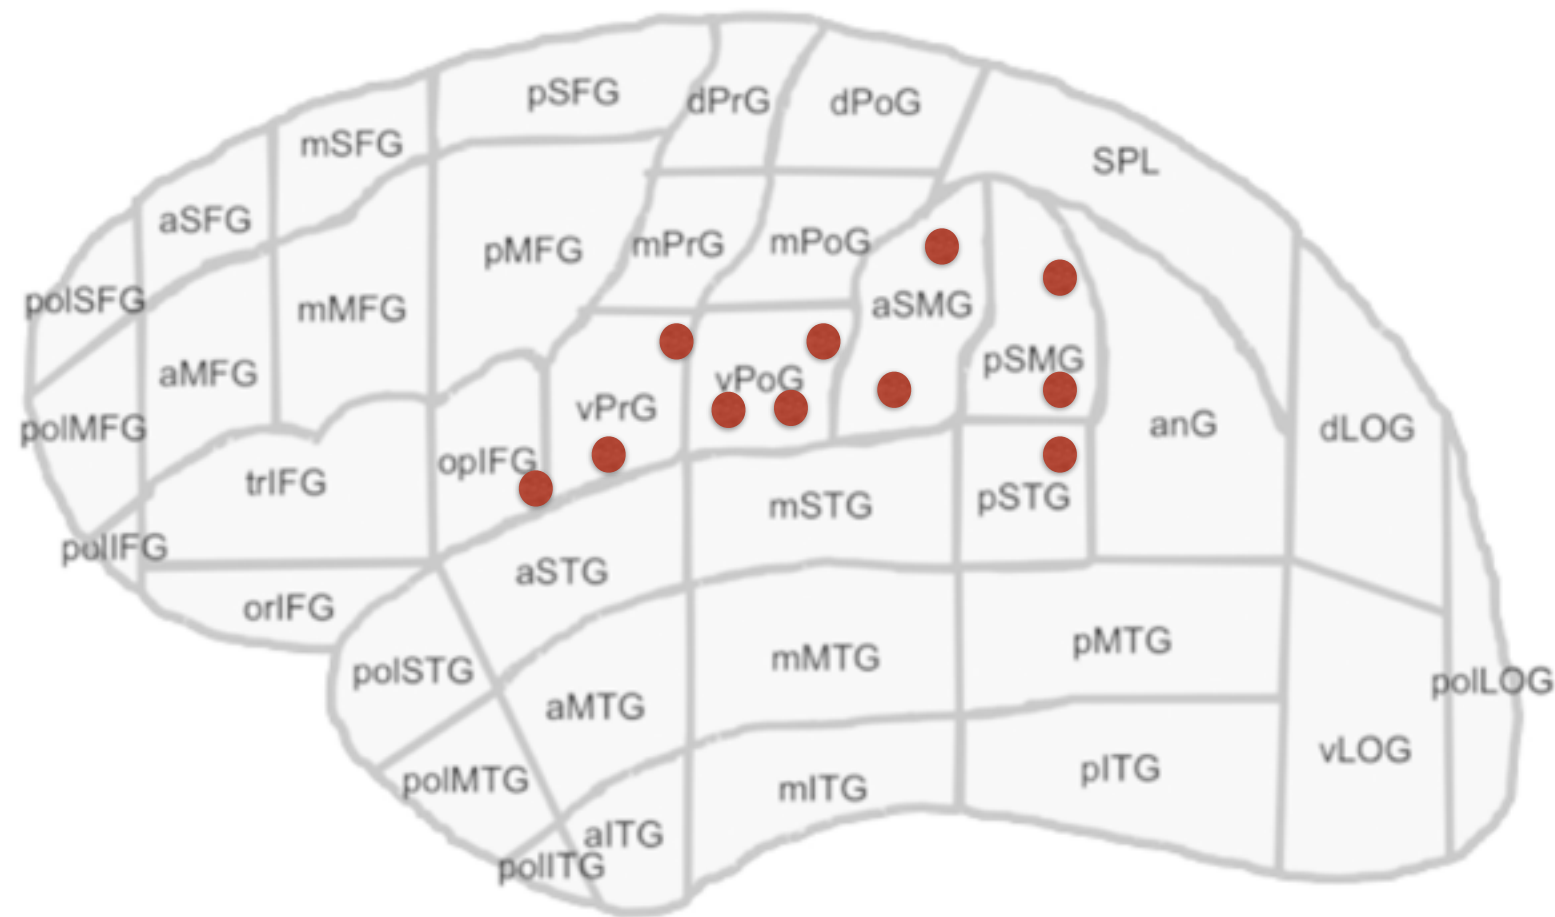 pSFG
dPrG
dPoG
mSFG
SPL
aSFG
pMFG
mPrG
mPoG
polSFG
mMFG
aSMG
pSMG
aMFG
vPoG
vPrG
polMFG
anG
dLOG
opIFG
trIFG
pSTG
mSTG
polIFG
aSTG
orIFG
pMTG
mMTG
polSTG
polLOG
aMTG
vLOG
pITG
polMTG
mITG
aITG
polITG